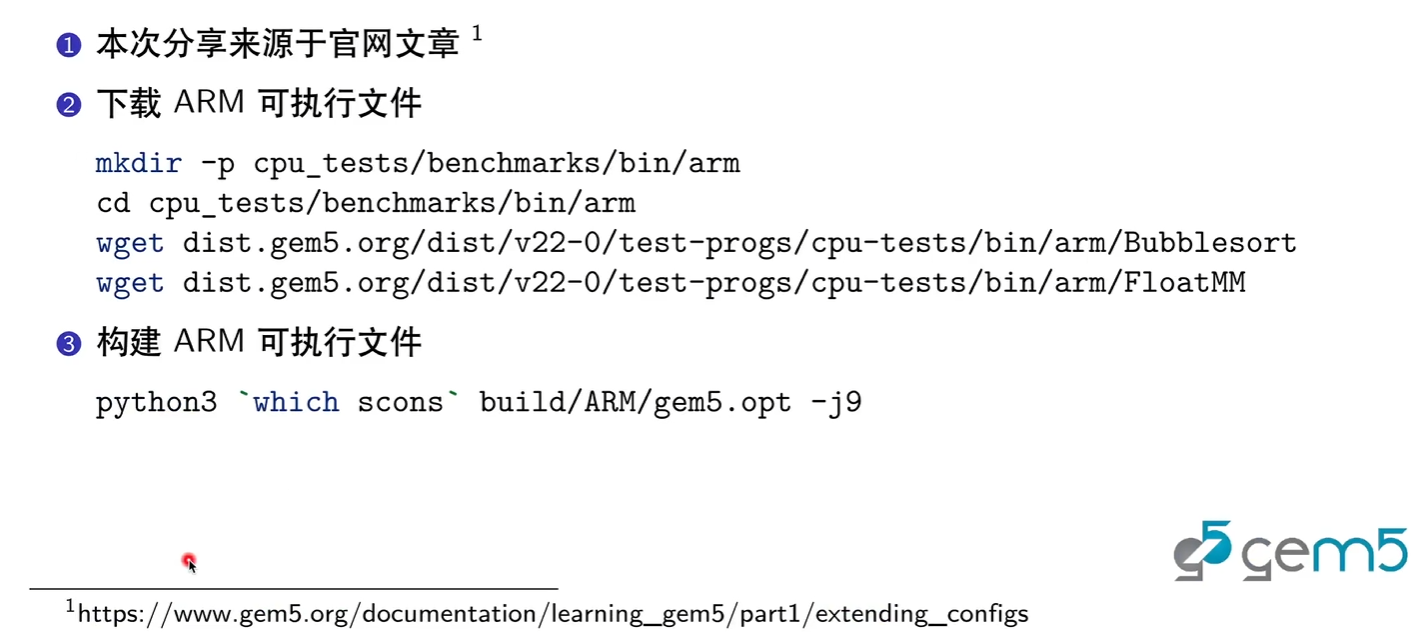 1 本次分享来源于官网文章 1
2 下载 ARM 可执行文件
mkdir -p cpu_tests/benchmarks/bin/arm
cd cpu_tests/benchmarks/bin/arm
wget dist.gem5.org/dist/v22-0/test-progs/cpu-tests/bin/arm/Bubblesort
wget dist.gem5.org/dist/v22-0/test-progs/cpu-tests/bin/arm/FloatMM
3 构建 ARM 可执行文件
python3 `which scons` build/ARM/gem5.opt -j9
g5 gem5
1https://www.gem5.org/documentation/learning_gem5/part1/extending_configs